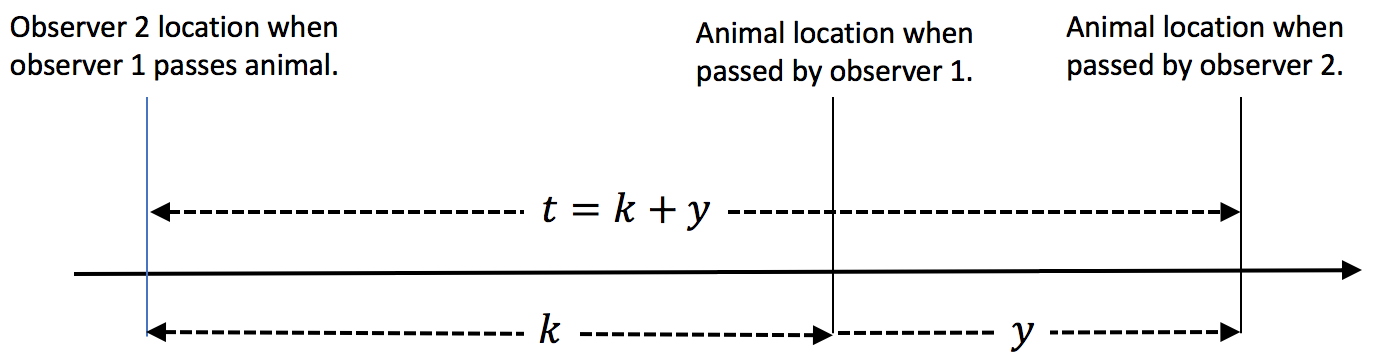 Observer 2 location when
observer 1 passes animal.
Animal location when
passed by observer 1.
Animal location when
passed by observer 2.
t = k + y
k
y